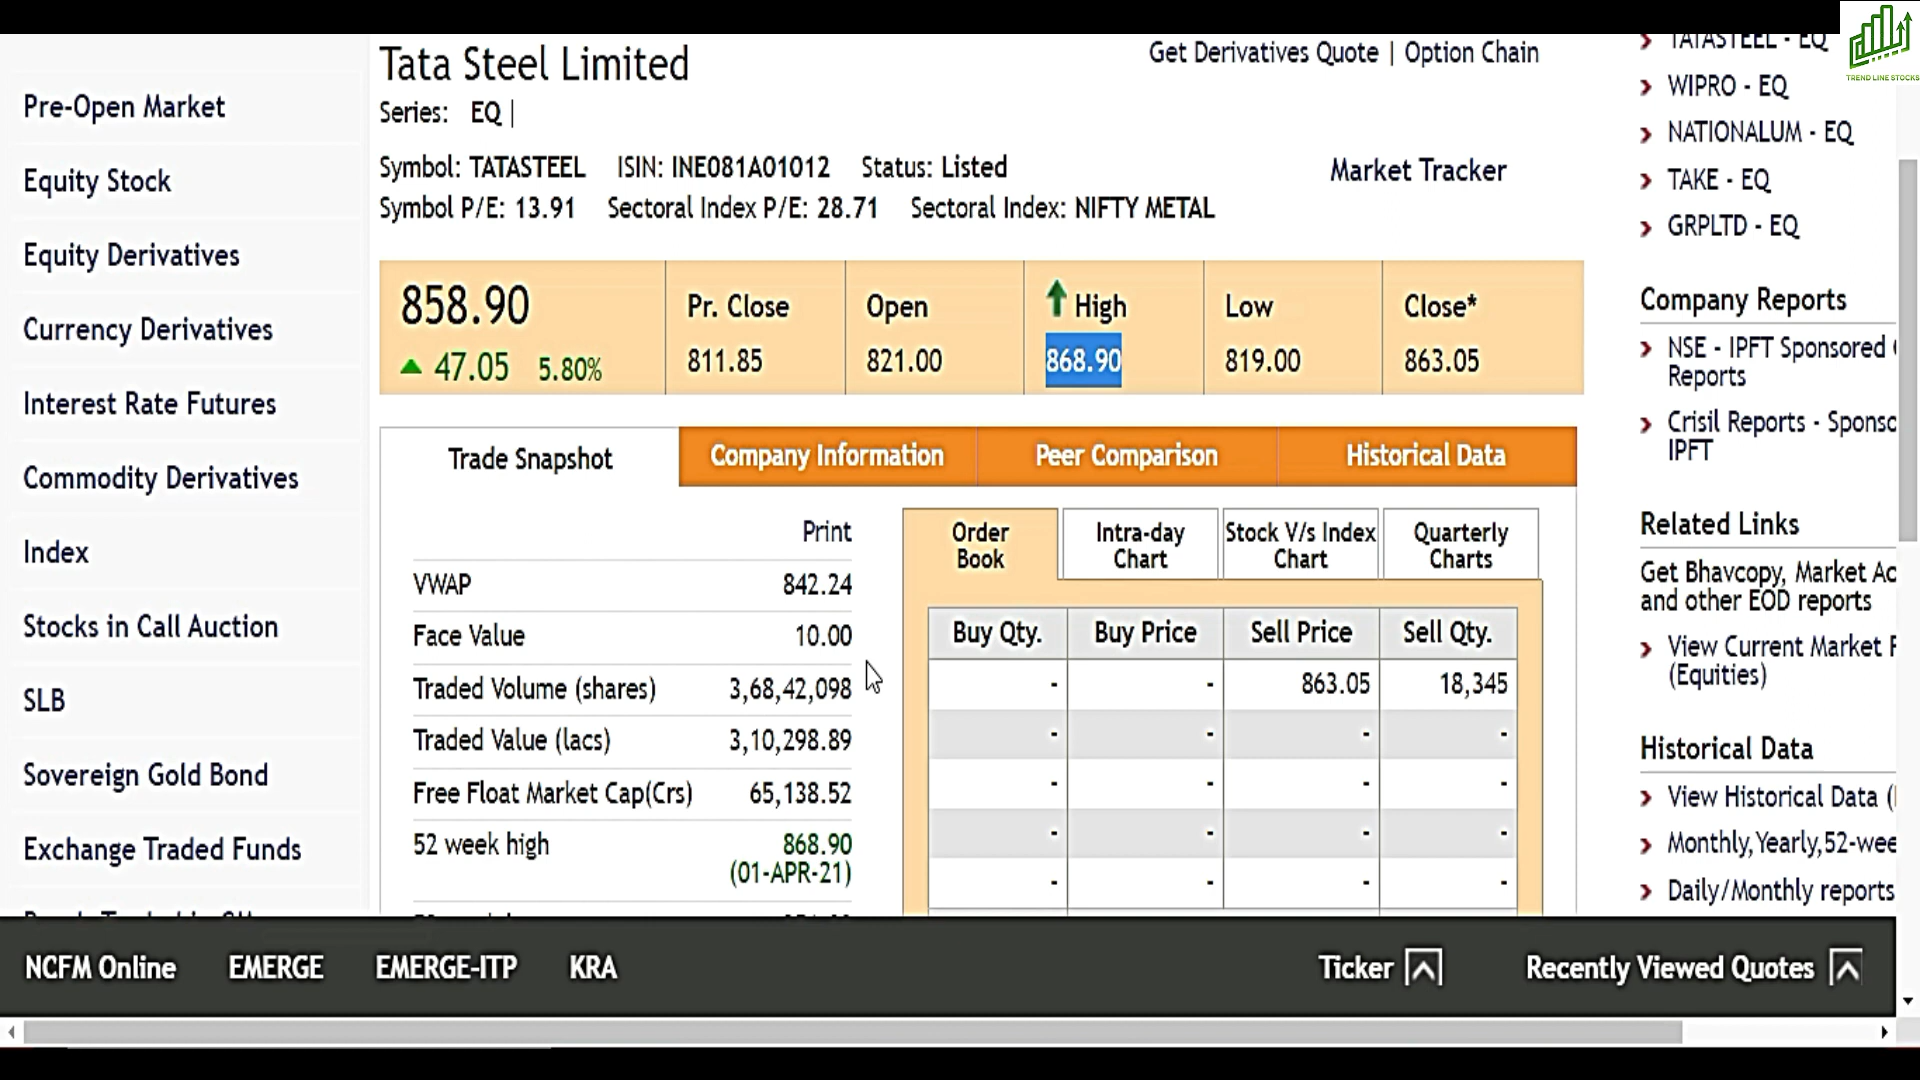 TREND LINE STOCKS
Pre-Open Market
Equity Stock
Equity Derivatives
Currency Derivatives
Interest Rate Futures
Commodity Derivatives
Index
Stocks in Call Auction
SLB
Sovereign Gold Bond
Exchange Traded Funds
Tata Steel Limited
Get Derivatives Quote | Option Chain
Series: EQ |
Symbol: TATASTEEL ISIN: INE081A01012 Status: Listed
Market Tracker
Symbol P/E: 13.91 Sectoral Index P/E: 28.71 Sectoral Index: NIFTY METAL
858.90 Pr. Close Open High Low Close*
47.05 5.80% 811.85 821.00 868.90 819.00 863.05
Trade Snapshot Company Information Peer Comparison Historical Data
Print
VWAP 842.24
Face Value 10.00
Traded Volume (shares) 3,68,42,098
Traded Value (lacs) 3,10,298.89
Free Float Market Cap(Crs) 65,138.52
52 week high 868.90
(01-APR-21)
Order Book
Intra-day Chart
Stock V/s Index Chart
Quarterly Charts
Buy Qty. Buy Price Sell Price Sell Qty.
- - 863.05 18,345
- - - -
- - - -
- - - -
- - - -
TATASTEEL - EQ
WIPRO - EQ
NATIONALUM - EQ
TAKE - EQ
GRPLTD - EQ
Company Reports
NSE - IPFT Sponsored
Reports
Crisil Reports - Sponso
IPFT
Related Links
Get Bhavcopy, Market Ac
and other EOD reports
View Current Market
(Equities)
Historical Data
View Historical Data (
Monthly,Yearly,52-wee
Daily/Monthly reports
NCFM Online EMERGE EMERGE-ITP KRA Ticker Recently Viewed Quotes